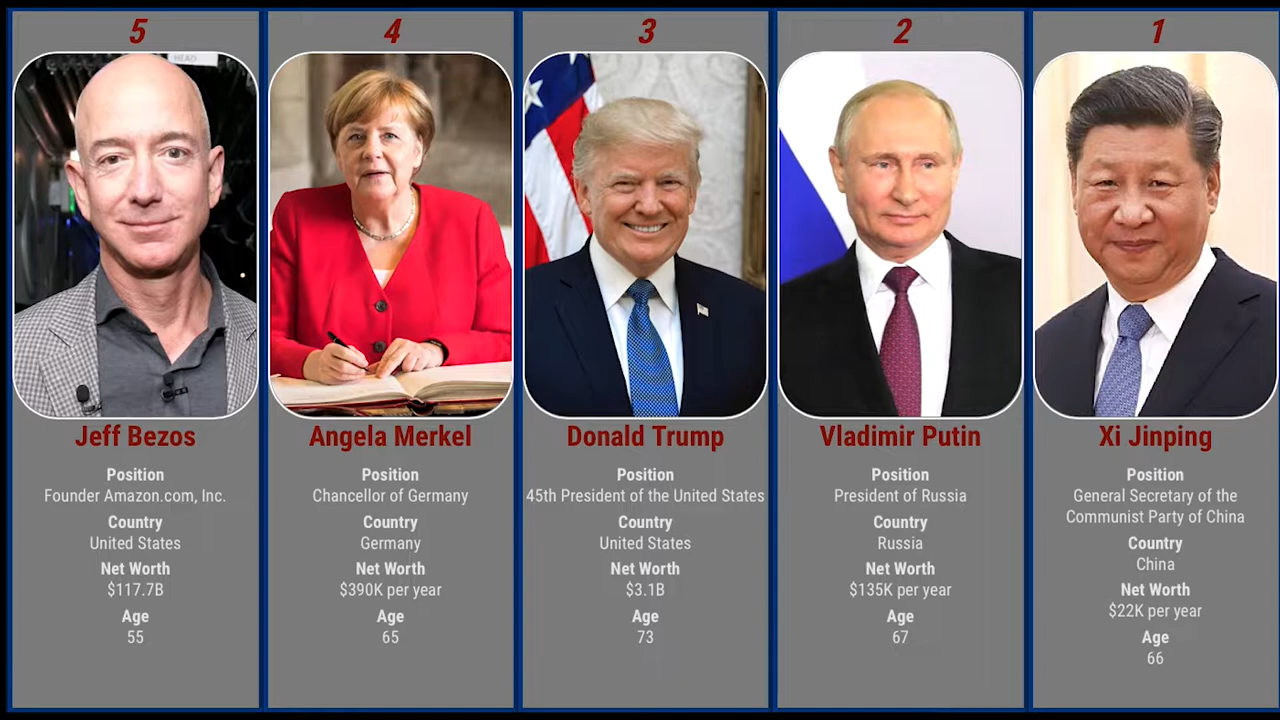 5
4
3
2
1
HEAD
Jeff Bezos
Position
Founder Amazon.com, Inc.
Country
United States
Net Worth
$117.7B
Age
55
Angela Merkel
Position
Chancellor of Germany
Country
Germany
Net Worth
$390K per year
Age
65
Donald Trump
Position
45th President of the United States
Country
United States
Net Worth
$3.1B
Age
73
Vladimir Putin
Position
President of Russia
Country
Russia
Net Worth
$135K per year
Age
67
Xi Jinping
Position
General Secretary of the
Communist Party of China
Country
China
Net Worth
$22K per year
Age
66